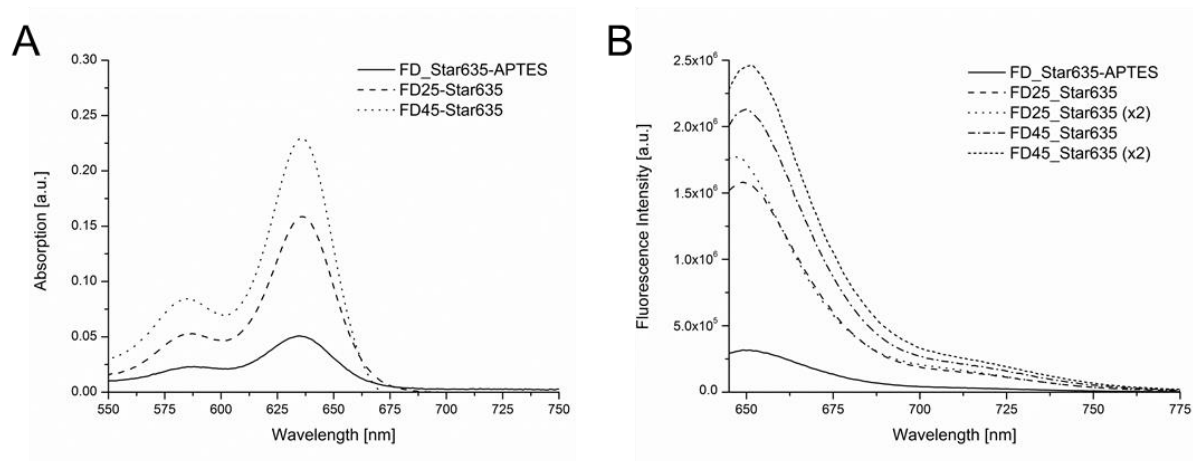 A
0.30
0.25
0.20
0.15
0.10
0.05
0.00
Absorption [a.u.]
550 575 600 625 650 675 700 725 750
Wavelength [nm]
FD_Star635-APTES
FD25-Star635
FD45-Star635
B
2.5x10⁶
2.0x10⁶
1.5x10⁶
1.0x10⁶
5.0x10⁵
0.0
Fluorescence Intensity [a.u.]
650 675 700 725 750 775
Wavelength [nm]
FD_Star635-APTES
FD25_Star635
FD25_Star635 (x2)
FD45_Star635
FD45_Star635 (x2)